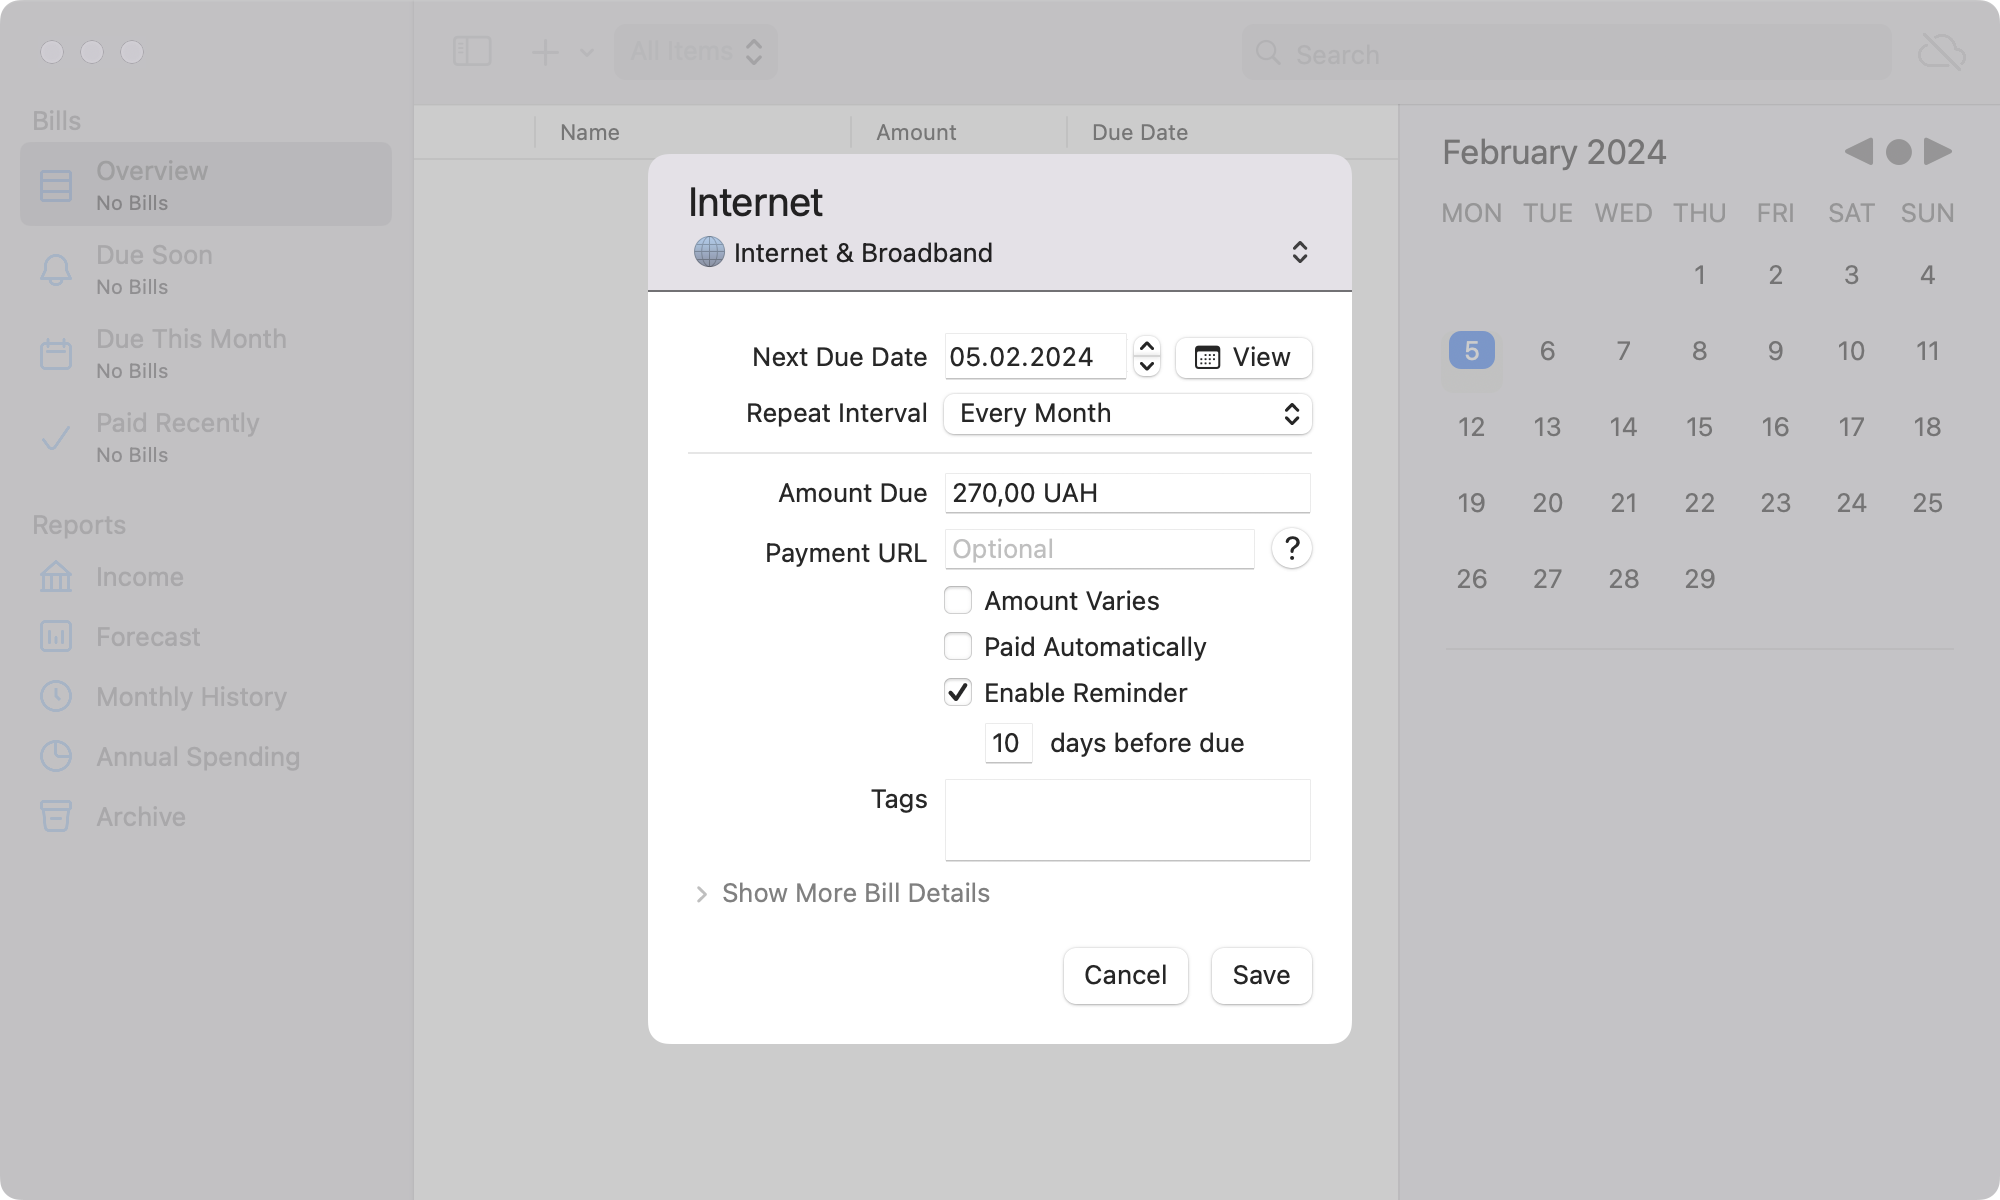 All Items
Search
Bills
Overview
No Bills
Due Soon
No Bills
Due This Month
No Bills
Paid Recently
No Bills
Reports
Income
Forecast
Monthly History
Annual Spending
Archive
Name Amount Due Date
Internet
Internet & Broadband
Next Due Date 05.02.2024 View
Repeat Interval Every Month
Amount Due 270,00 UAH
Payment URL Optional ?
Amount Varies
Paid Automatically
Enable Reminder
10 days before due
Tags
Show More Bill Details
Cancel Save
February 2024
MON TUE WED THU FRI SAT SUN
1 2 3 4
5 6 7 8 9 10 11
12 13 14 15 16 17 18
19 20 21 22 23 24 25
26 27 28 29